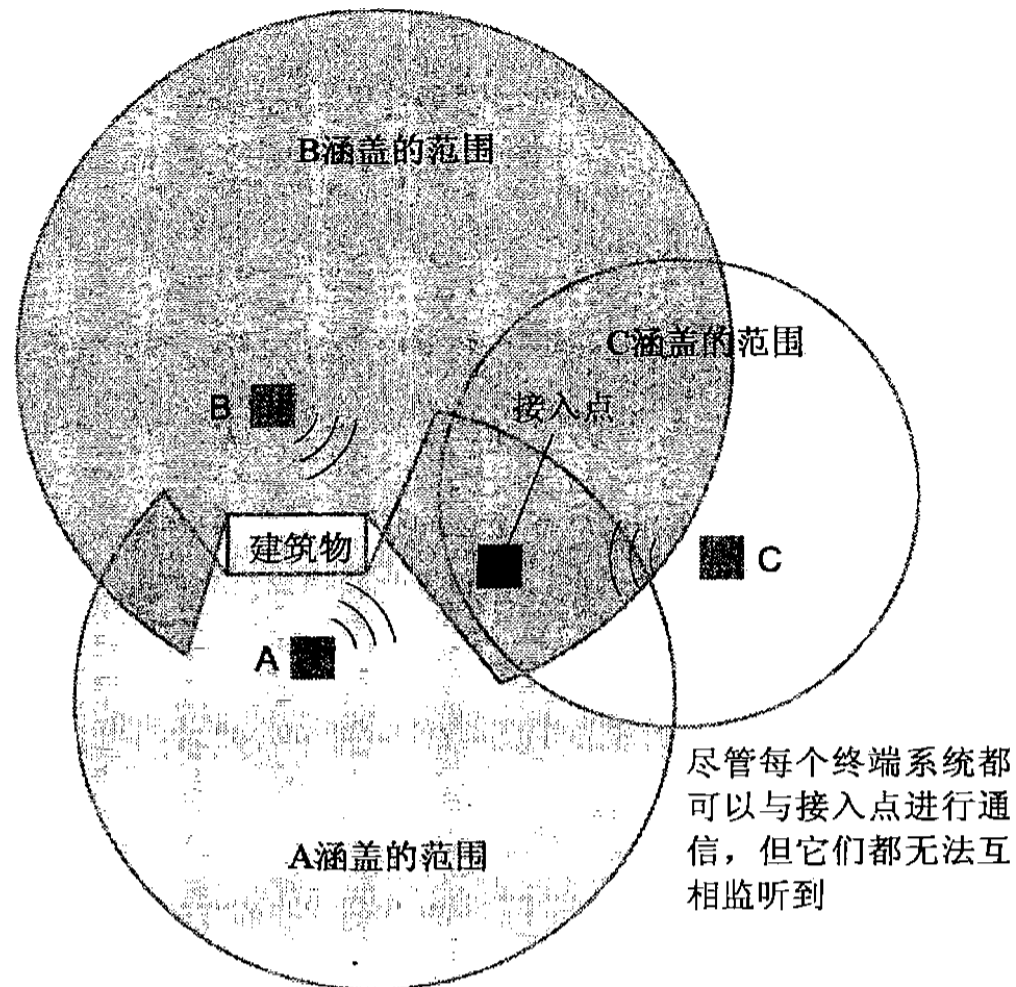 B涵盖的范围
C涵盖的范围
B
接入点
建筑物
C
A
尽管每个终端系统都
可以与接入点进行通
信，但它们都无法互
相监听到
A涵盖的范围